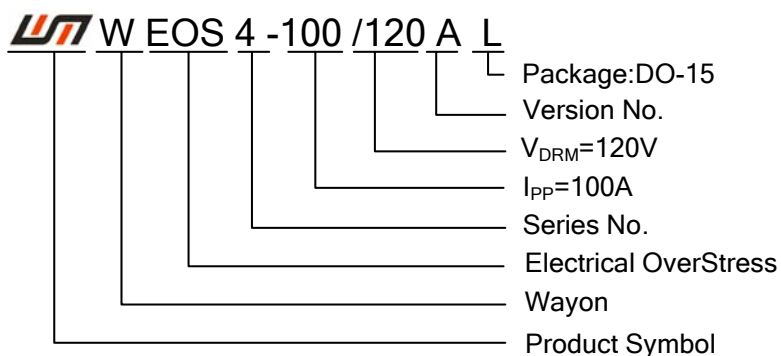 W EOS 4 -100 /120 A L
Package:DO-15
Version No.
VDRM=120V
IPP=100A
Series No.
Electrical OverStress
Wayon
Product Symbol